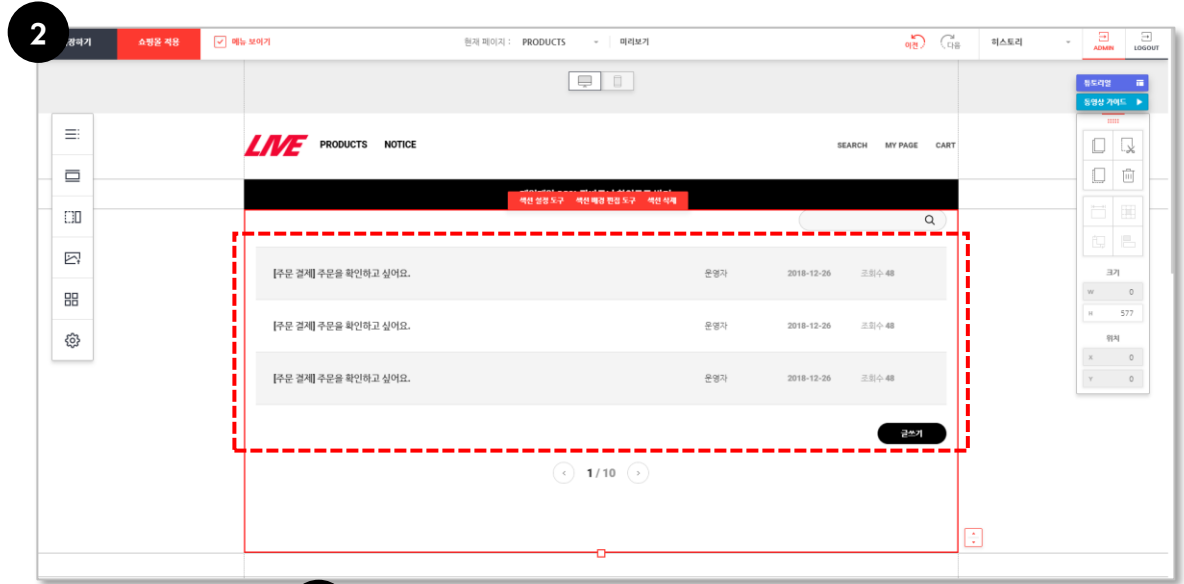 2
장하기 쇼핑몰 적용 메뉴 보이기 현재 페이지 : PRODUCTS 미리보기 이전 다음 히스토리 ADMIN LOGOUT
튜토리얼
동영상 가이드
LIVE PRODUCTS NOTICE SEARCH MY PAGE CART
섹션 설정 도구 섹션 배경 편집 도구 섹션 삭제
[주문 결제] 주문을 확인하고 싶어요. 운영자 2018-12-26 조회수 48
[주문 결제] 주문을 확인하고 싶어요. 운영자 2018-12-26 조회수 48
[주문 결제] 주문을 확인하고 싶어요. 운영자 2018-12-26 조회수 48
글쓰기
1 / 10
크기
W 0
H 577
위치
X 0
Y 0